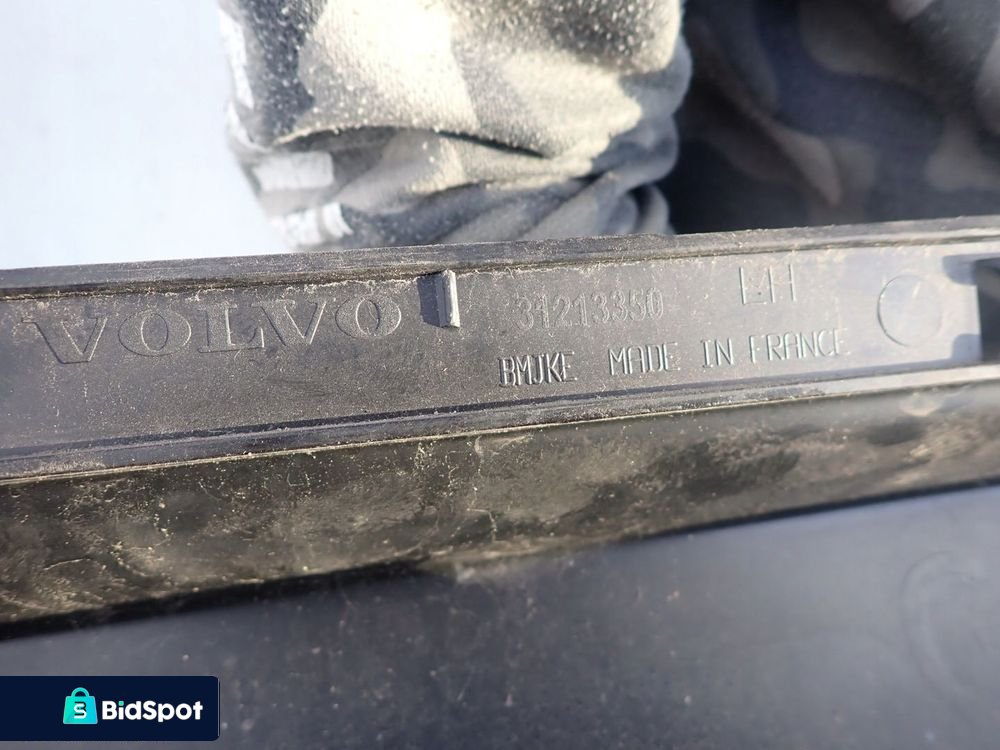 VOLVO 31213350 LH
BMJKE MADE IN FRANCE
BidSpot